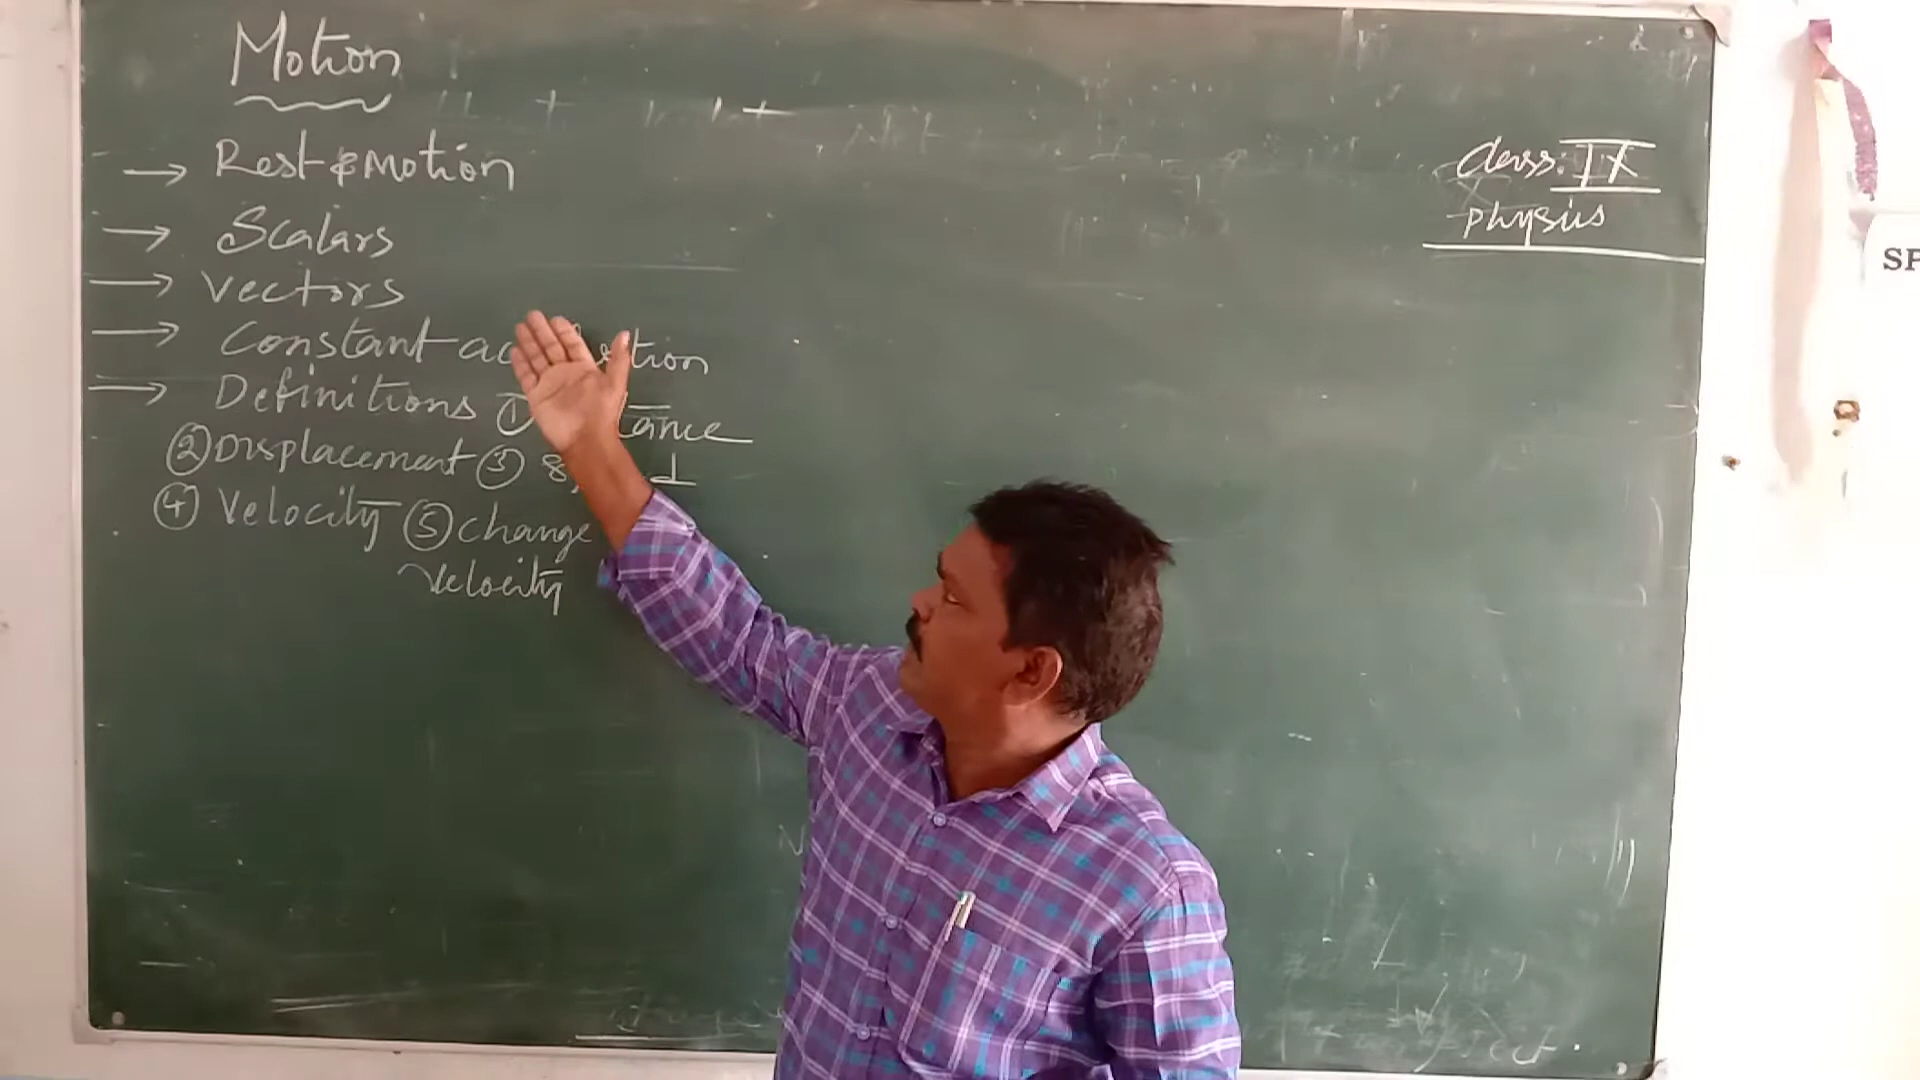 Motion
→ Rest & Motion
→ Scalars
→ Vectors
→ Constant
→ Definitions ①
② Displacement ③
④ Velocity ⑤ Change
Velocity
Class: IX
Physics
SP